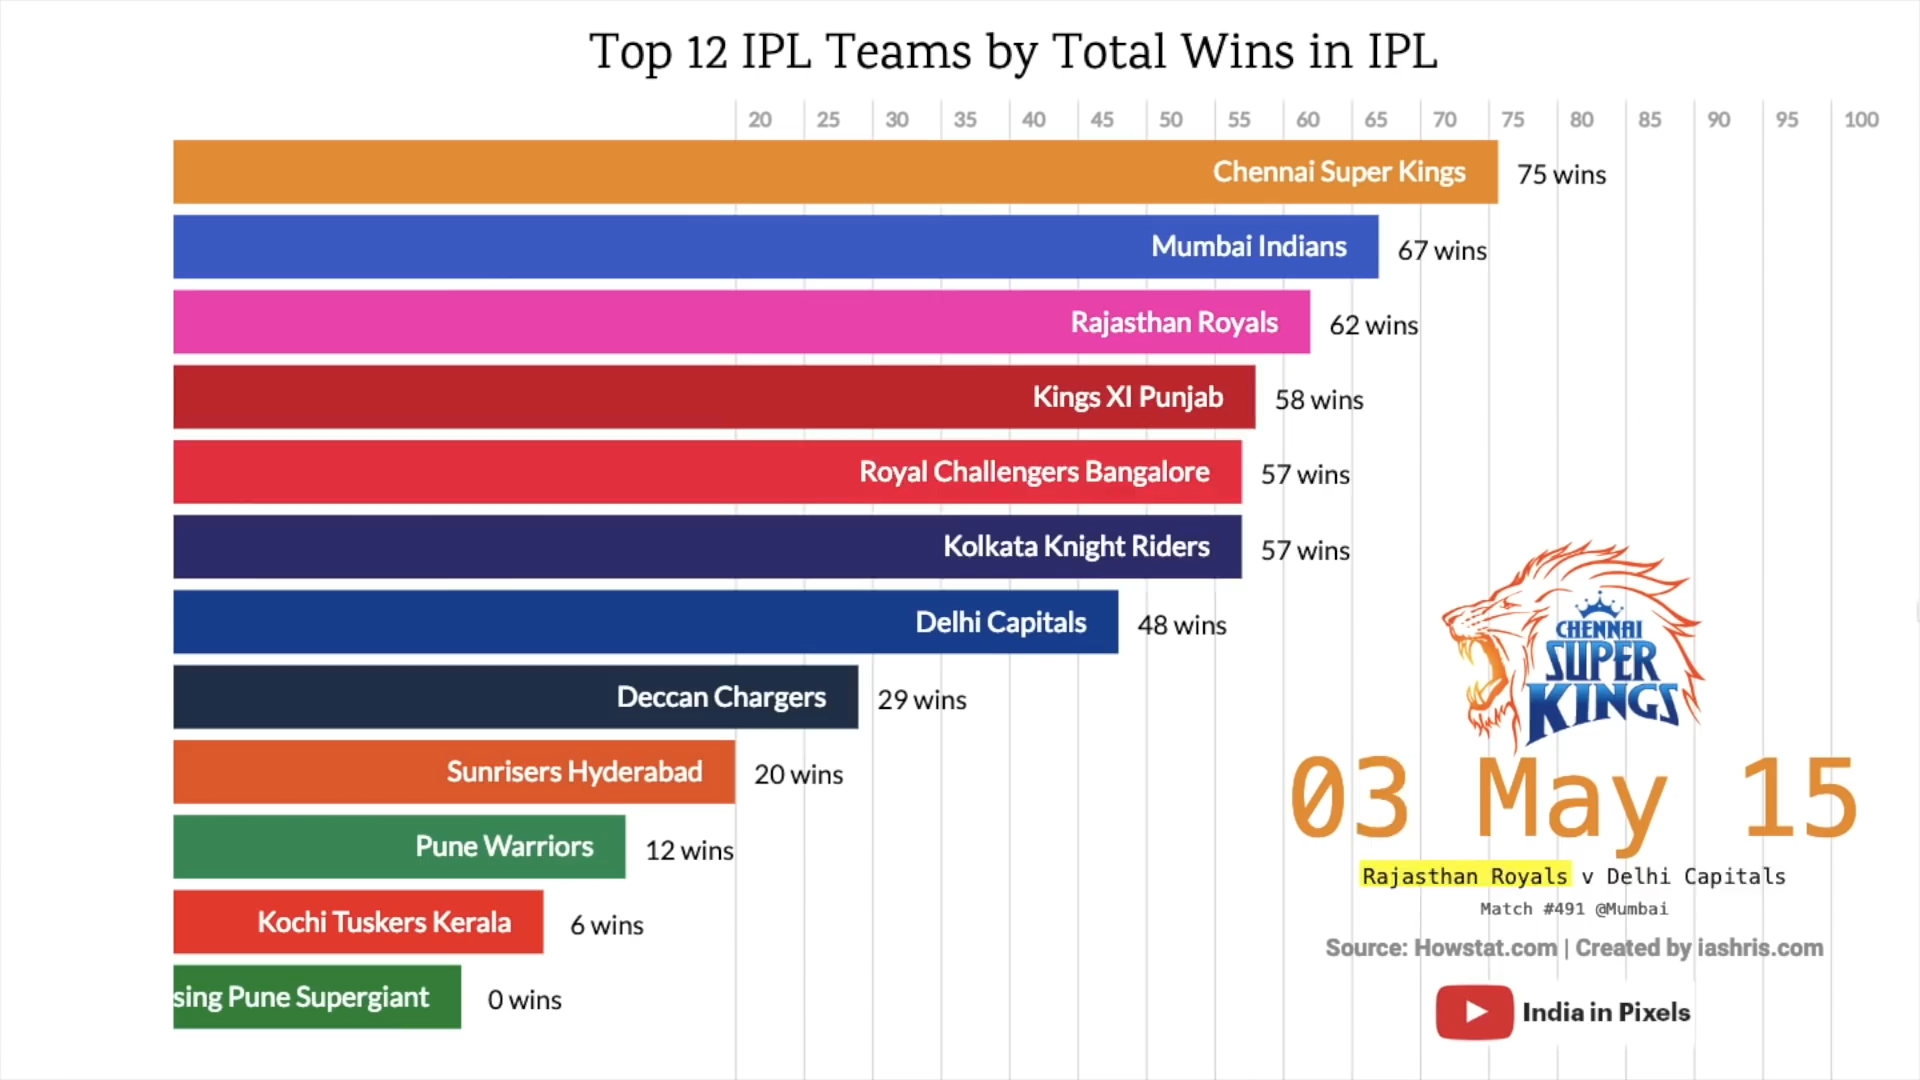 Top 12 IPL Teams by Total Wins in IPL
20 25 30 35 40 45 50 55 60 65 70 75 80 85 90 95 100
Chennai Super Kings 75 wins
Mumbai Indians 67 wins
Rajasthan Royals 62 wins
Kings XI Punjab 58 wins
Royal Challengers Bangalore 57 wins
Kolkata Knight Riders 57 wins
Delhi Capitals 48 wins
Deccan Chargers 29 wins
Sunrisers Hyderabad 20 wins
Pune Warriors 12 wins
Kochi Tuskers Kerala 6 wins
sing Pune Supergiant 0 wins
CHENNAI
SUPER
KINGS
03 May 15
Rajasthan Royals v Delhi Capitals
Match #491 @Mumbai
Source: Howstat.com | Created by iashris.com
India in Pixels